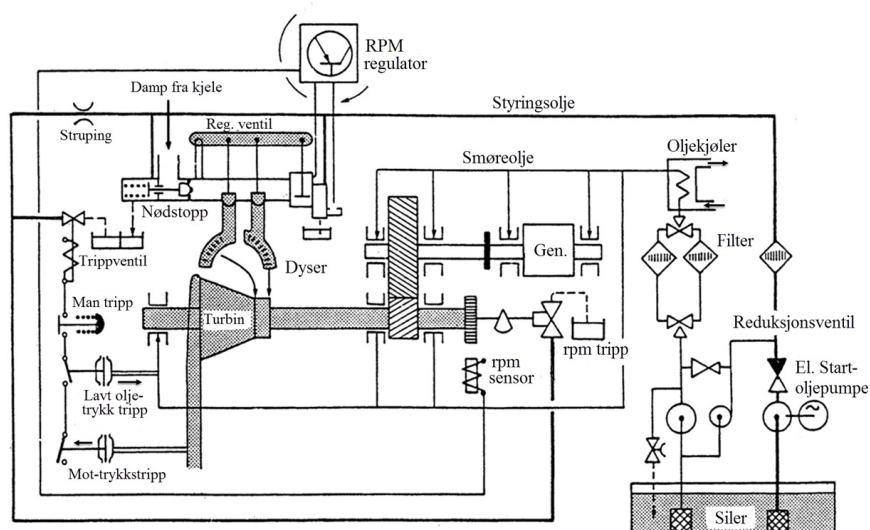 RPM
regulator
Damp fra kjele
Styringsolje
Struping
Reg. ventil
Smøreolje
Oljekjøler
Nødstopp
Gen.
Filter
Trippventil
Dyser
Man tripp
Turbin
rpm tripp
Reduksjonsventil
rpm
sensor
El. Start-
oljepumpe
Lavt olje-
trykk tripp
Mot-trykkstripp
Siler